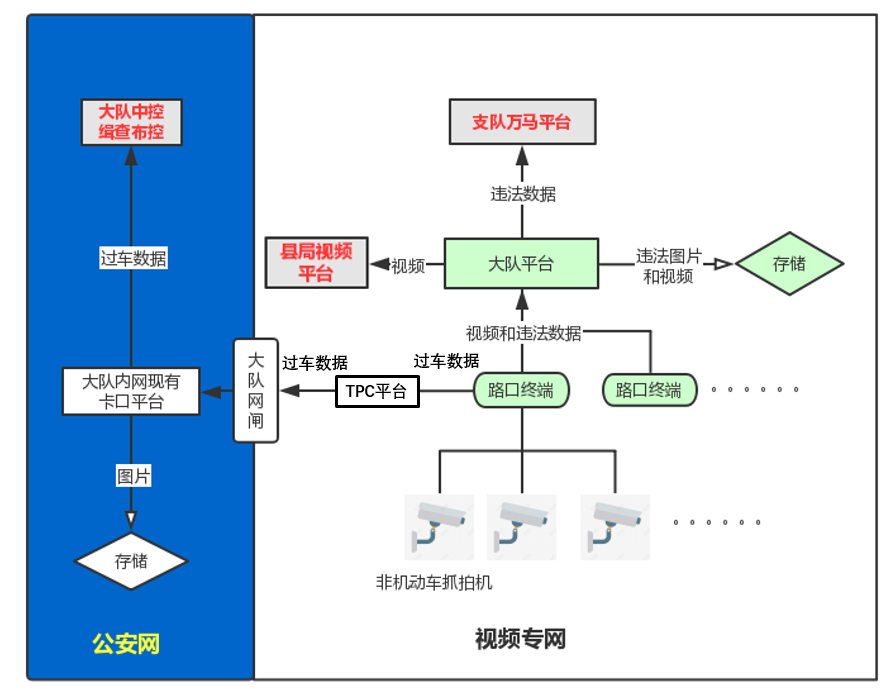 大队中控
缉查布控
支队万马平台
违法数据
过车数据
县局视频
平台
视频
大队平台
违法图片
和视频
存储
视频和违法数据
大队网闸
过车数据
过车数据
大队内网现有
卡口平台
TPC平台
路口终端
路口终端
图片
存储
非机动车抓拍机
公安网
视频专网